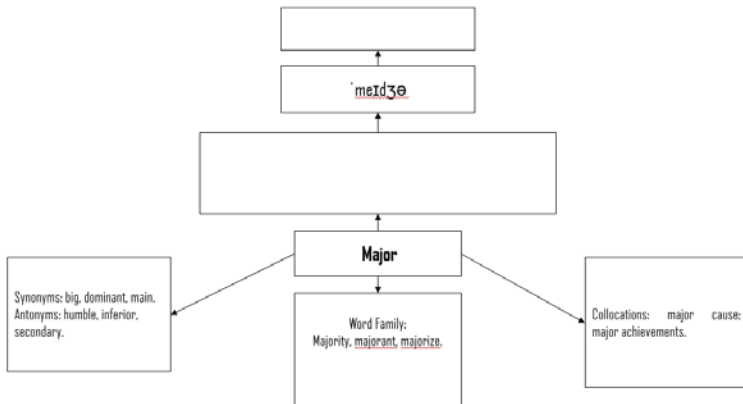 ˈmeɪdʒə
Major
Synonyms: big, dominant, main.
Antonyms: humble, inferior,
secondary.
Word Family:
Majority, majorant, majorize.
Collocations: major cause;
major achievements.